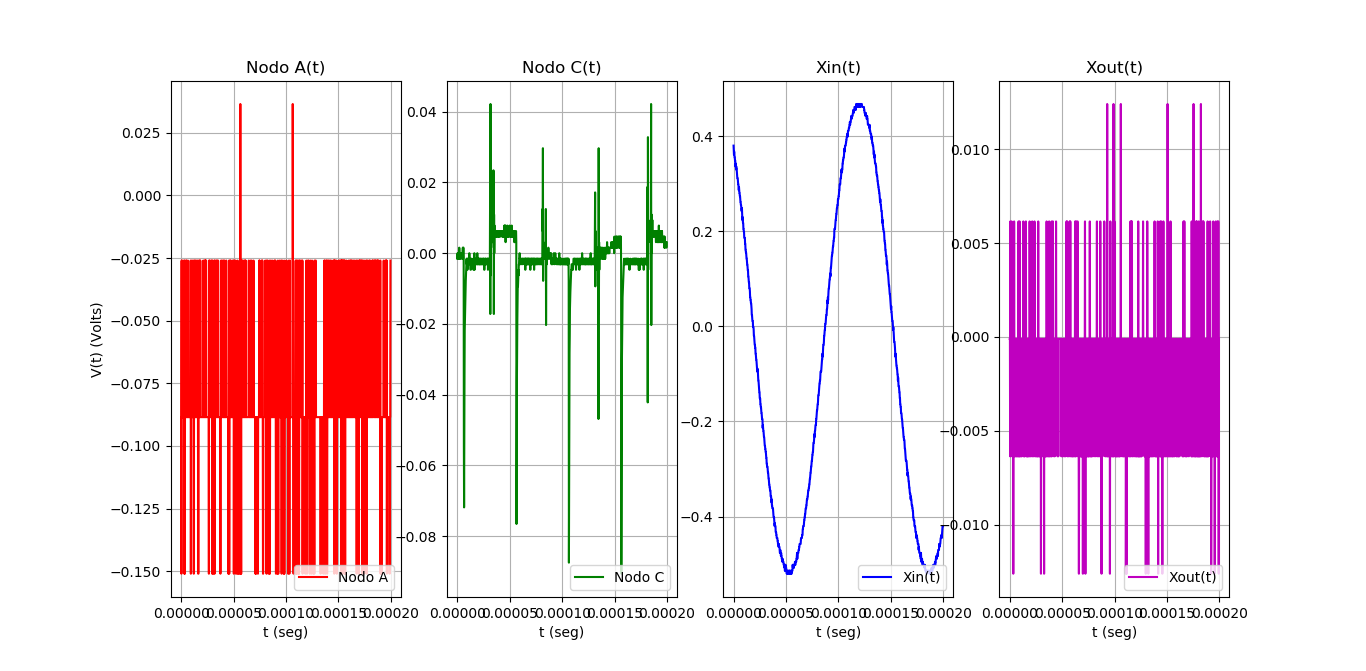 Nodo A(t)
Nodo C(t)
Xin(t)
Xout(t)
V(t) (Volts)
0.025
0.000
−0.025
−0.050
−0.075
−0.100
−0.125
−0.150
0.04
0.02
0.00
−0.02
−0.04
−0.06
−0.08
0.4
0.2
0.0
−0.2
−0.4
0.010
0.005
0.000
−0.005
−0.010
Nodo A
Nodo C
Xin(t)
Xout(t)
0.00000 0.00005 0.00010 0.00015 0.00020
0.00000 0.00005 0.00010 0.00015 0.00020
0.00000 0.00005 0.00010 0.00015 0.00020
0.00000 0.00005 0.00010 0.00015 0.00020
t (seg)
t (seg)
t (seg)
t (seg)